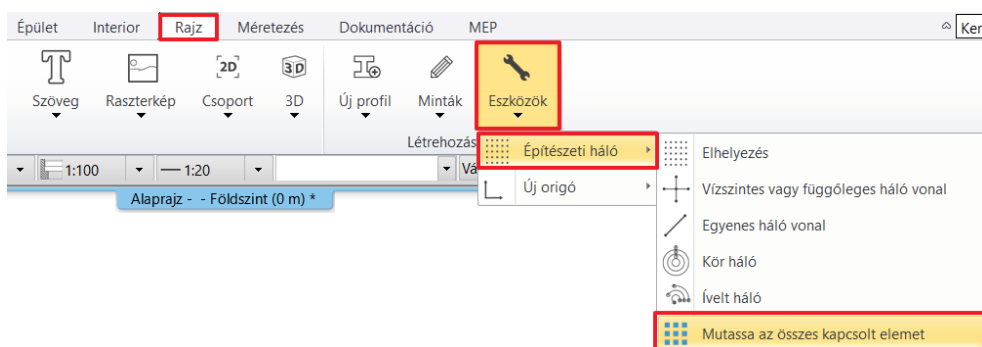 Épület Interior Rajz Méretezés Dokumentáció MEP
2D 3D
Szöveg Raszterkép Csoport 3D Új profil Minták Eszközök
Létrehozás
Építészeti háló
Elhelyezés
1:100 1:20
Új origó
Vízszintes vagy függőleges háló vonal
Alaprajz - - Földszint (0 m) *
Egyenes háló vonal
Kör háló
Ívelt háló
Mutassa az összes kapcsolt elemet